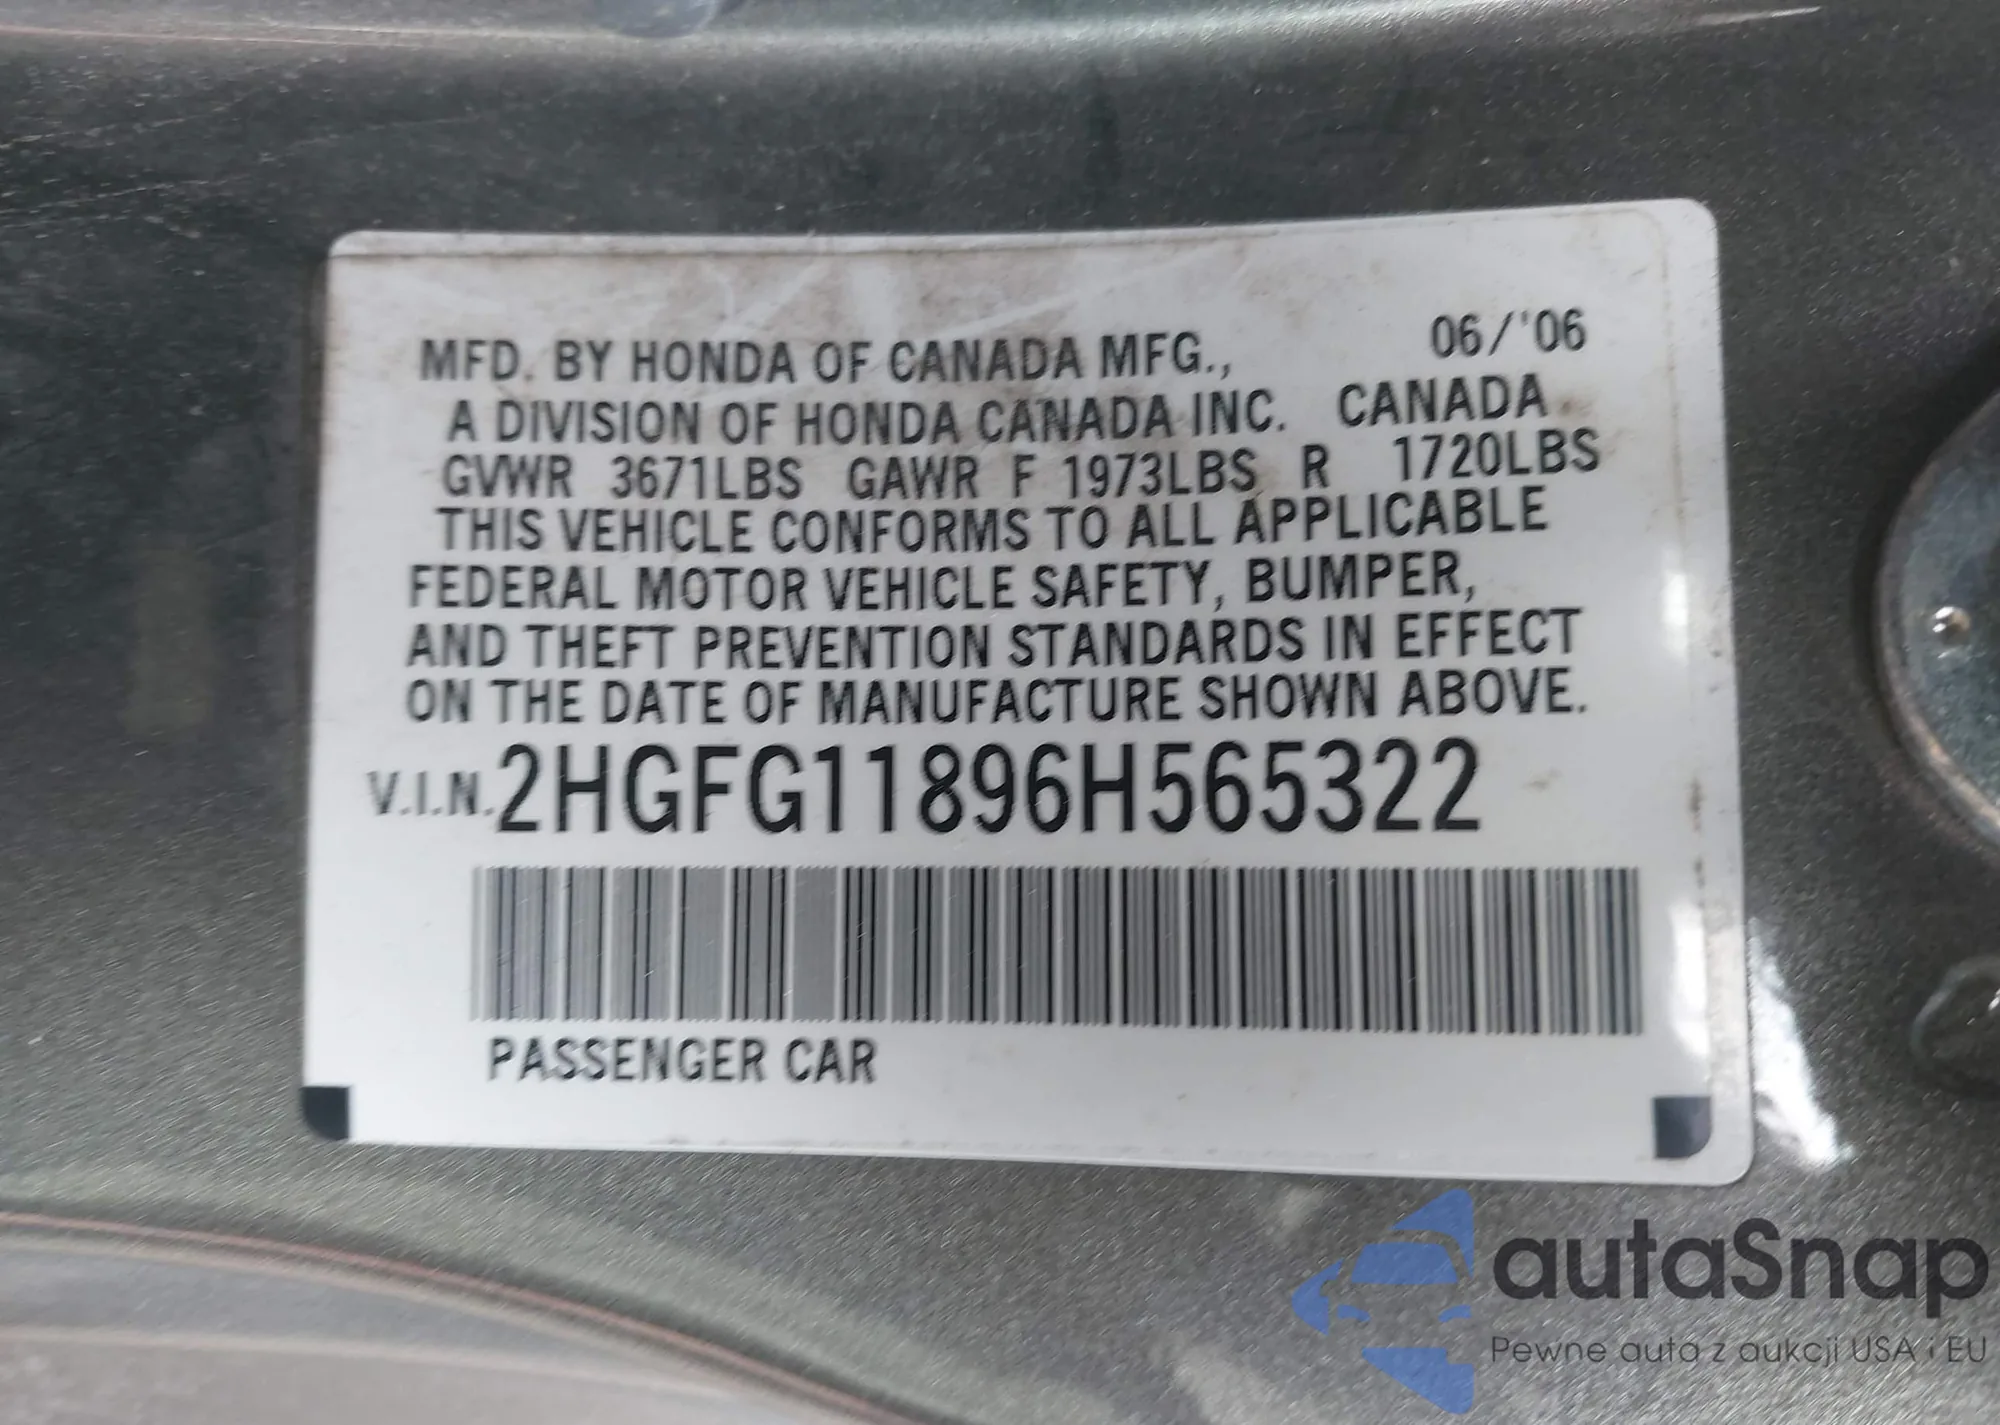 MFD. BY HONDA OF CANADA MFG., 06/'06
A DIVISION OF HONDA CANADA INC. CANADA
GVWR 3671LBS GAWR F 1973LBS R 1720LBS
THIS VEHICLE CONFORMS TO ALL APPLICABLE
FEDERAL MOTOR VEHICLE SAFETY, BUMPER,
AND THEFT PREVENTION STANDARDS IN EFFECT
ON THE DATE OF MANUFACTURE SHOWN ABOVE.
V.I.N. 2HGFG11896H565322
PASSENGER CAR
autaSnap
Pewne auta z aukcji USA i EU